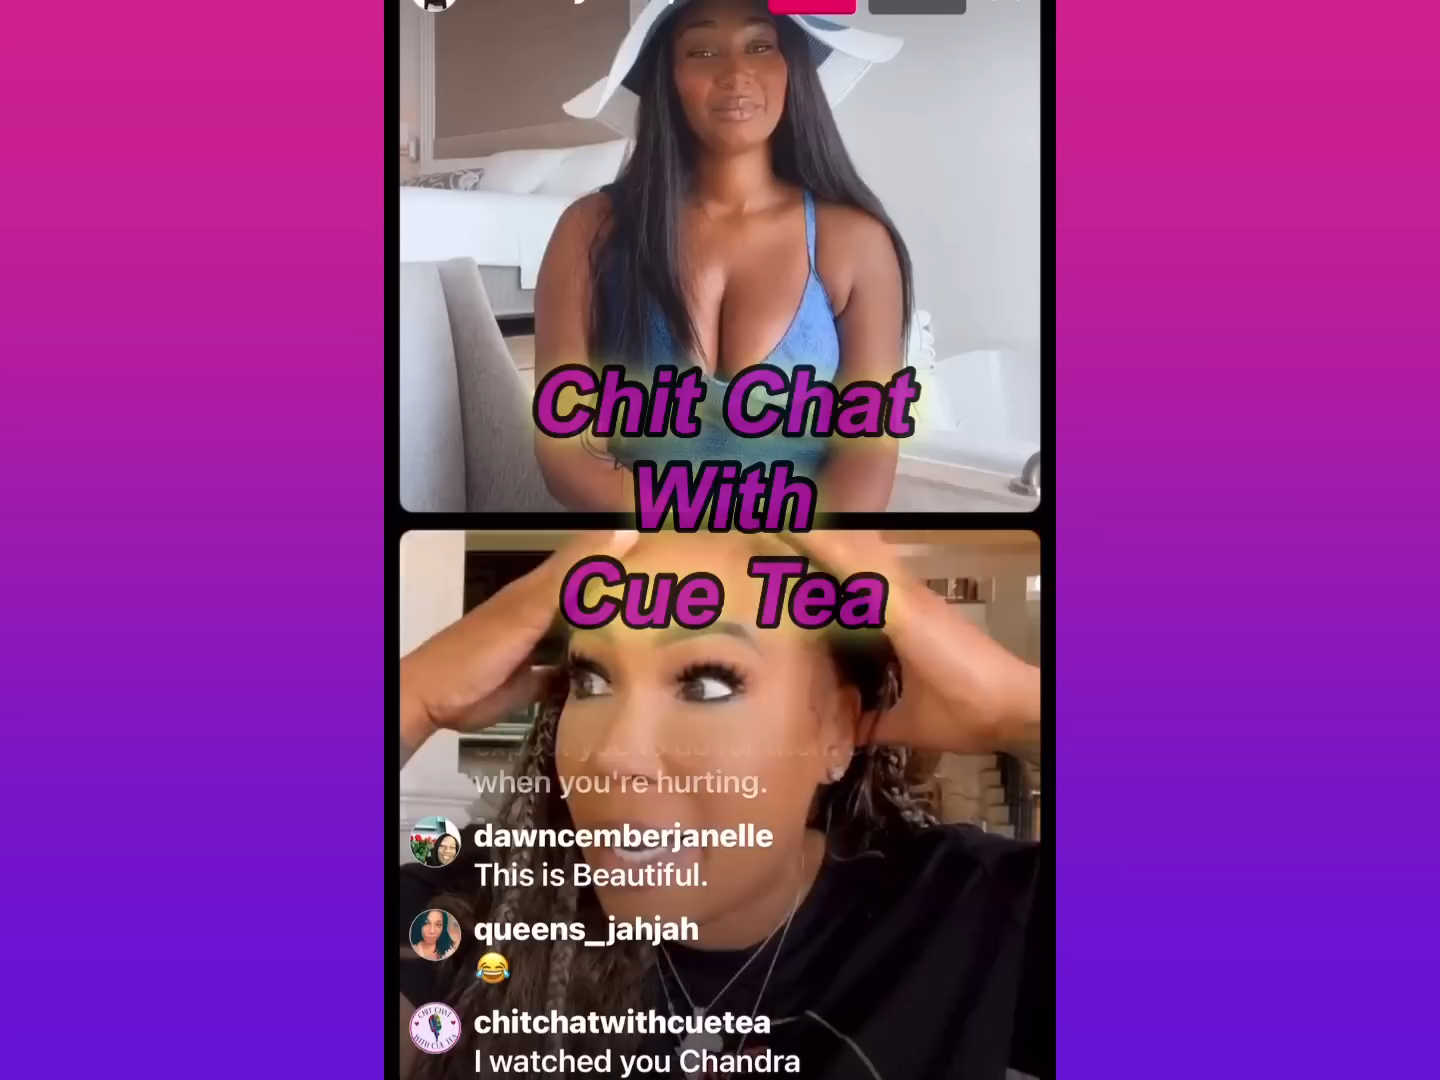 Chit Chat
With
Cue Tea
when you're hurting.
dawncemberjanelle
This is Beautiful.
queens_jahjah
😂
chitchatwithcuetea
I watched you Chandra